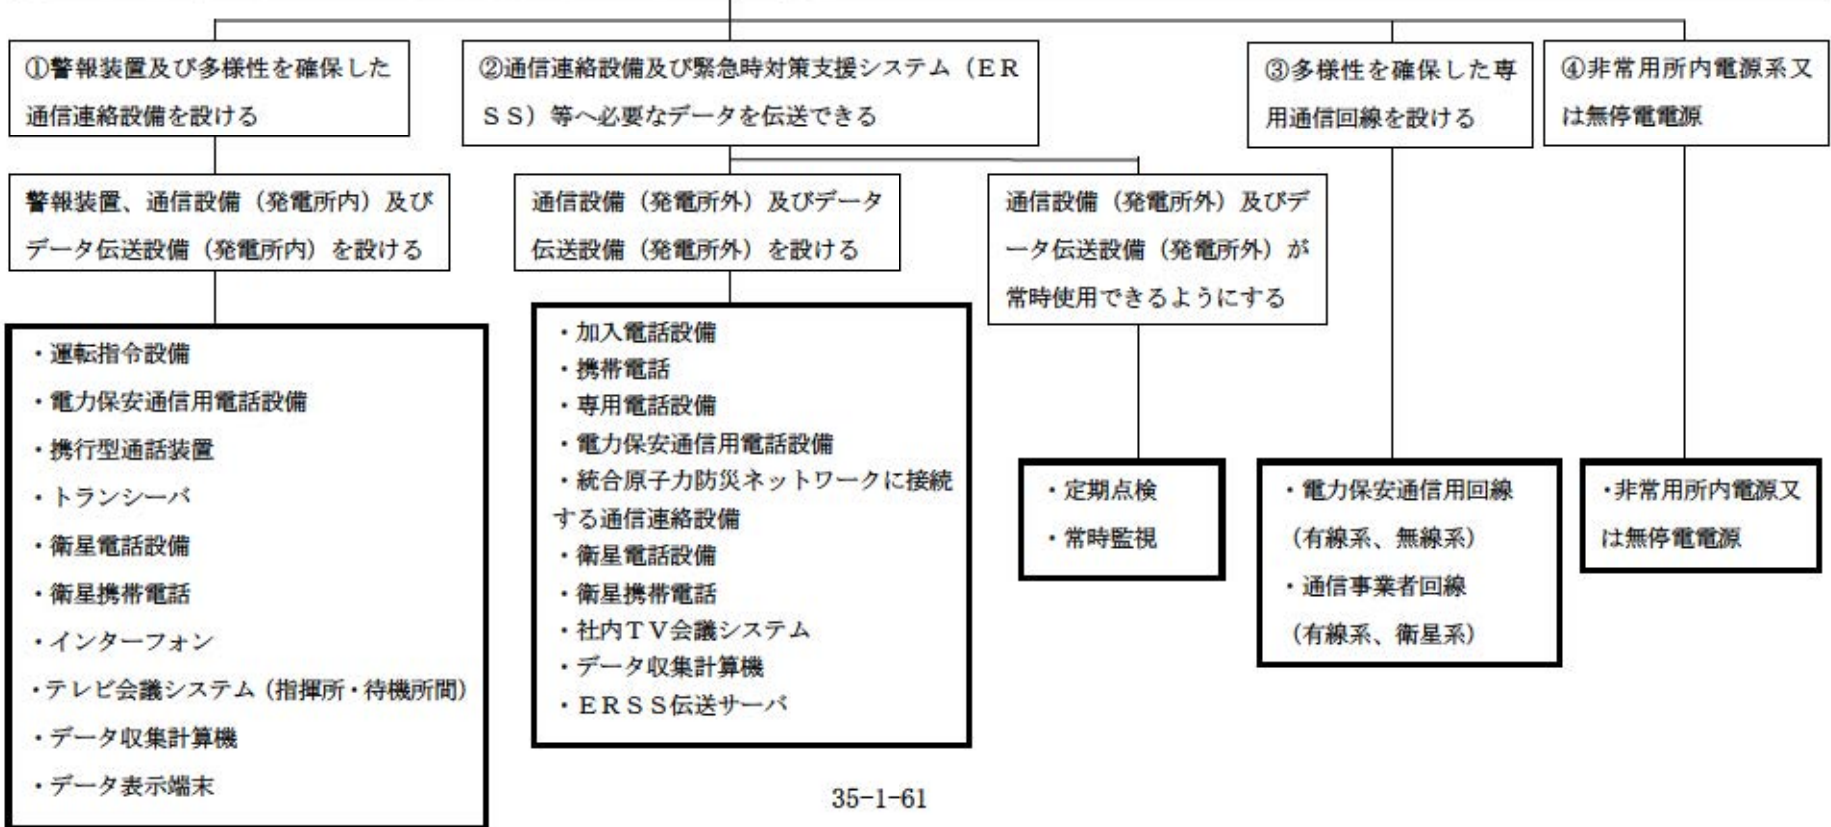 ①警報装置及び多様性を確保した
通信連絡設備を設ける
②通信連絡設備及び緊急時対策支援システム（ＥＲ
ＳＳ）等へ必要なデータを伝送できる
③多様性を確保した専
用通信回線を設ける
④非常用所内電源系又
は無停電電源
警報装置、通信設備（発電所内）及び
データ伝送設備（発電所内）を設ける
通信設備（発電所外）及びデータ
伝送設備（発電所外）を設ける
通信設備（発電所外）及びデ
ータ伝送設備（発電所外）が
常時使用できるようにする
・運転指令設備
・電力保安通信用電話設備
・携行型通話装置
・トランシーバ
・衛星電話設備
・衛星携帯電話
・インターフォン
・テレビ会議システム（指揮所・待機所間）
・データ収集計算機
・データ表示端末
・加入電話設備
・携帯電話
・専用電話設備
・電力保安通信用電話設備
・統合原子力防災ネットワークに接続
する通信連絡設備
・衛星電話設備
・衛星携帯電話
・社内ＴＶ会議システム
・データ収集計算機
・ＥＲＳＳ伝送サーバ
・定期点検
・常時監視
・電力保安通信用回線
（有線系、無線系）
・通信事業者回線
（有線系、衛星系）
・非常用所内電源又
は無停電電源
35-1-61